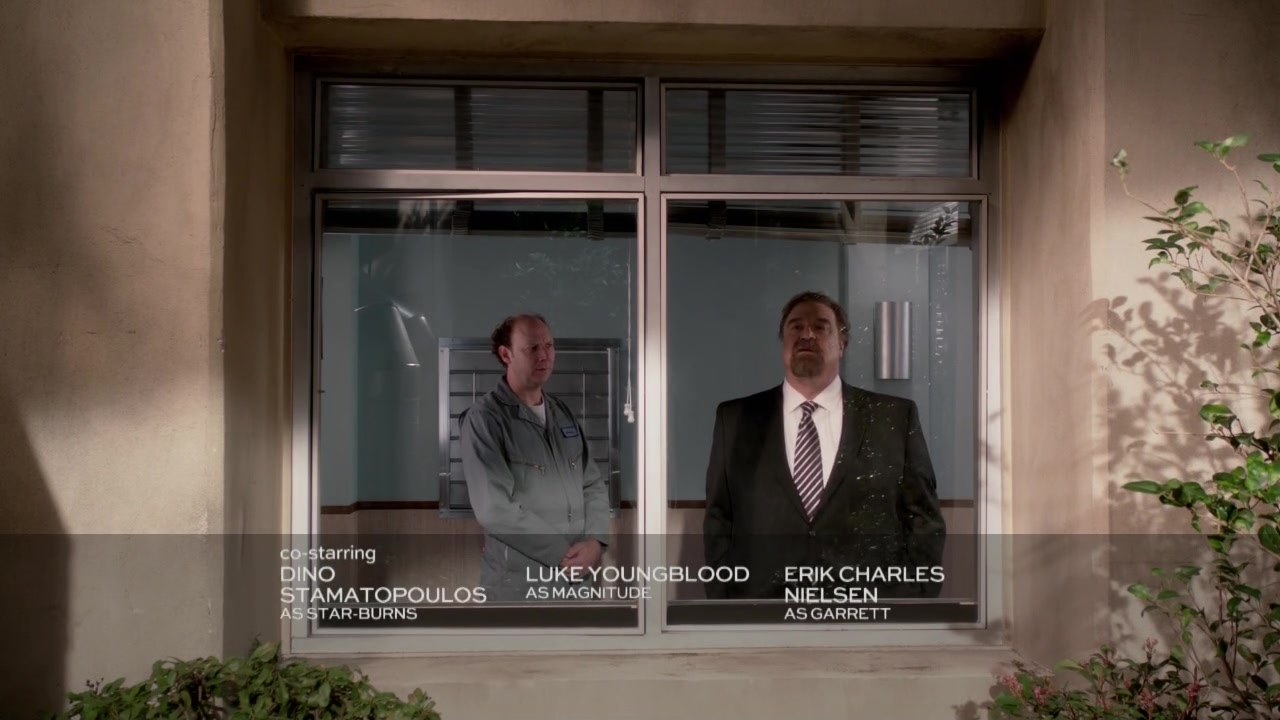 co-starring
DINO
STAMATOPOULOS
AS STAR-BURNS
LUKE YOUNGBLOOD
AS MAGNITUDE
ERIK CHARLES
NIELSEN
AS GARRETT